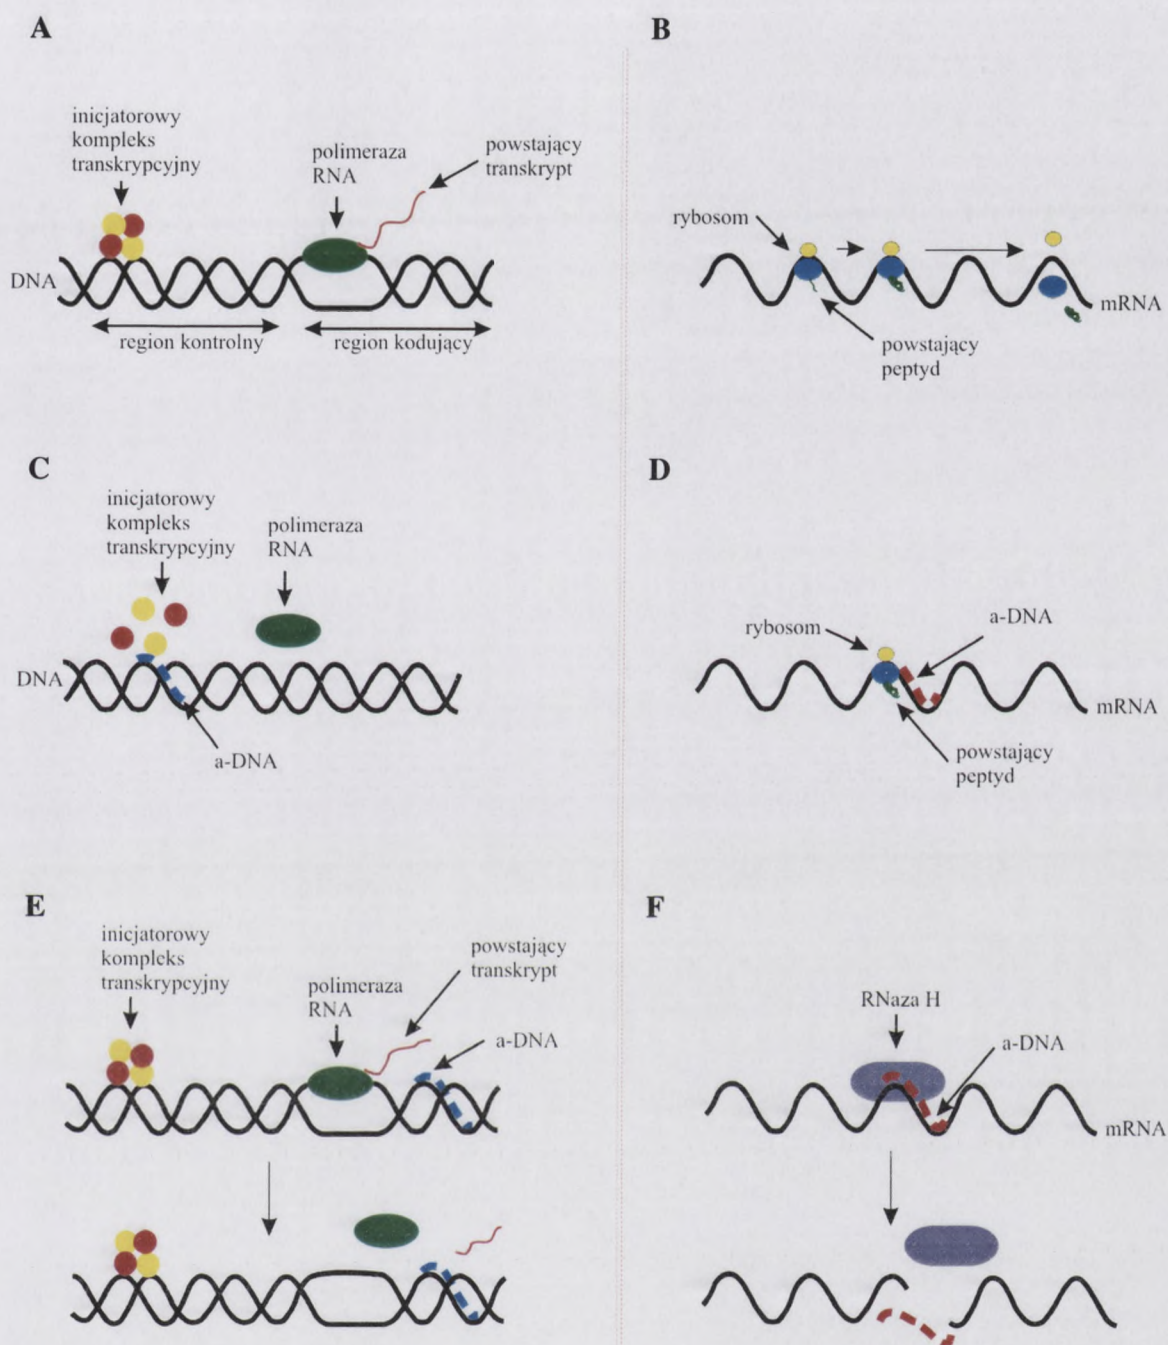 A
inicjatorowy
kompleks
transkrypcyjny
polimeraza
RNA
powstający
transkrypt
DNA
region kontrolny
region kodujący
B
rybosom
mRNA
powstający
peptyd
C
inicjatorowy
kompleks
transkrypcyjny
polimeraza
RNA
DNA
a-DNA
D
rybosom
a-DNA
mRNA
powstający
peptyd
E
inicjatorowy
kompleks
transkrypcyjny
polimeraza
RNA
powstający
transkrypt
a-DNA
F
RNaza H
a-DNA
mRNA